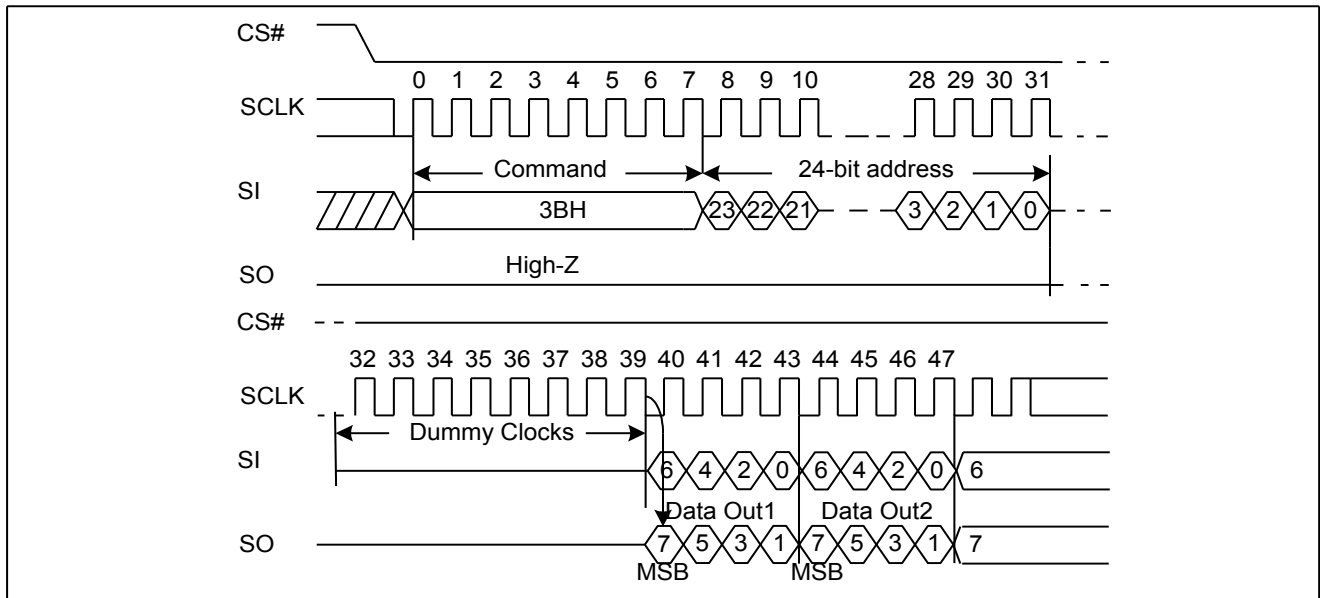 CS#
0 1 2 3 4 5 6 7 8 9 10 28 29 30 31
SCLK
Command 24-bit address
SI
3BH 23 22 21 3 2 1 0
High-Z
SO
CS#
32 33 34 35 36 37 38 39 40 41 42 43 44 45 46 47
SCLK
Dummy Clocks
SI
6 4 2 0 6 4 2 0 6
Data Out1 Data Out2
SO
7 5 3 1 7 5 3 1 7
MSB MSB